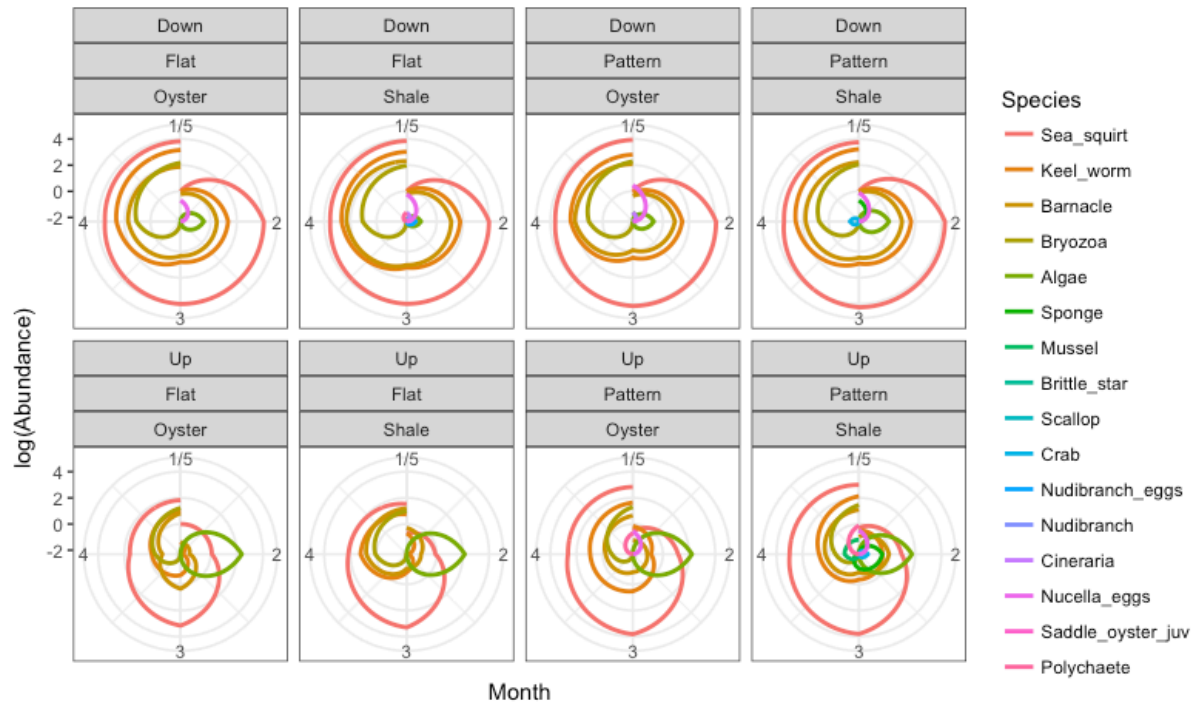 Down Down Down Down
Flat Flat Pattern Pattern
Oyster Shale Oyster Shale
1/5 1/5 1/5 1/5
4
2
0
-2
4 2 4 2 4 2 4 2
3 3 3 3
Up Up Up Up
Flat Flat Pattern Pattern
Oyster Shale Oyster Shale
1/5 1/5 1/5 1/5
4
2
0
-2
4 2 4 2 4 2 4 2
3 3 3 3
log(Abundance)
Month
Species
Sea_squirt
Keel_worm
Barnacle
Bryozoa
Algae
Sponge
Mussel
Brittle_star
Scallop
Crab
Nudibranch_eggs
Nudibranch
Cineraria
Nucella_eggs
Saddle_oyster_juv
Polychaete